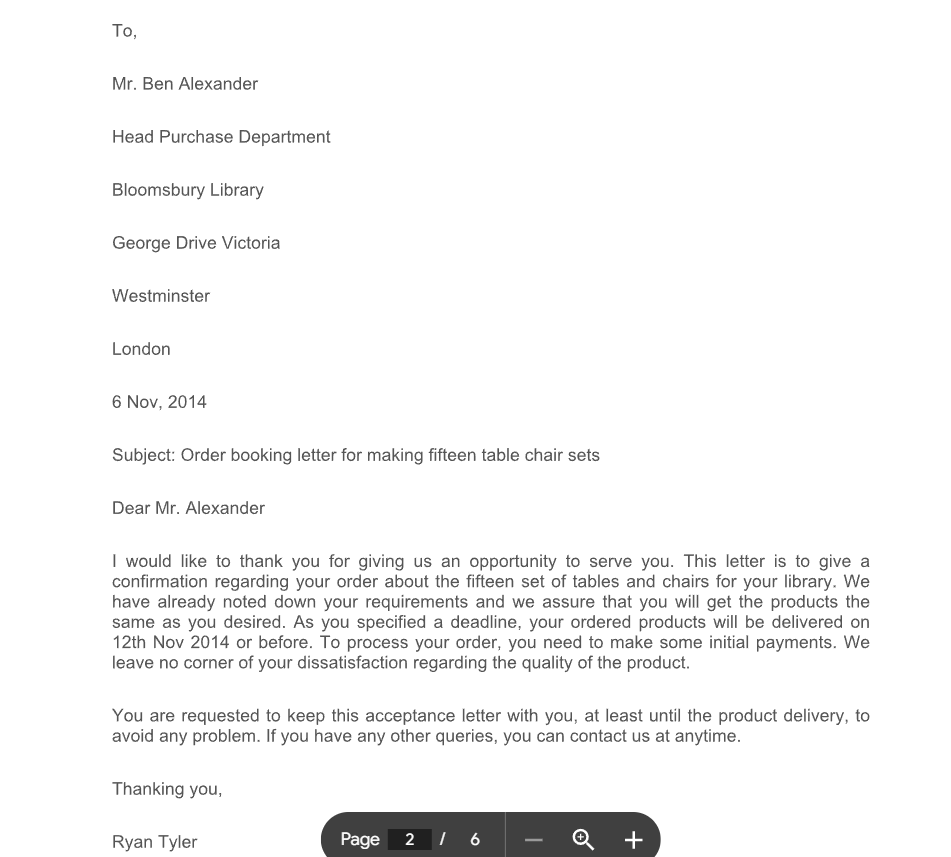 To,
Mr. Ben Alexander
Head Purchase Department
Bloomsbury Library
George Drive Victoria
Westminster
London
6 Nov, 2014
Subject: Order booking letter for making fifteen table chair sets
Dear Mr. Alexander
I would like to thank you for giving us an opportunity to serve you. This letter is to give a
confirmation regarding your order about the fifteen set of tables and chairs for your library. We
have already noted down your requirements and we assure that you will get the products the
same as you desired. As you specified a deadline, your ordered products will be delivered on
12th Nov 2014 or before. To process your order, you need to make some initial payments. We
leave no corner of your dissatisfaction regarding the quality of the product.
You are requested to keep this acceptance letter with you, at least until the product delivery, to
avoid any problem. If you have any other queries, you can contact us at anytime.
Thanking you,
Ryan Tyler
Page 2 / 6